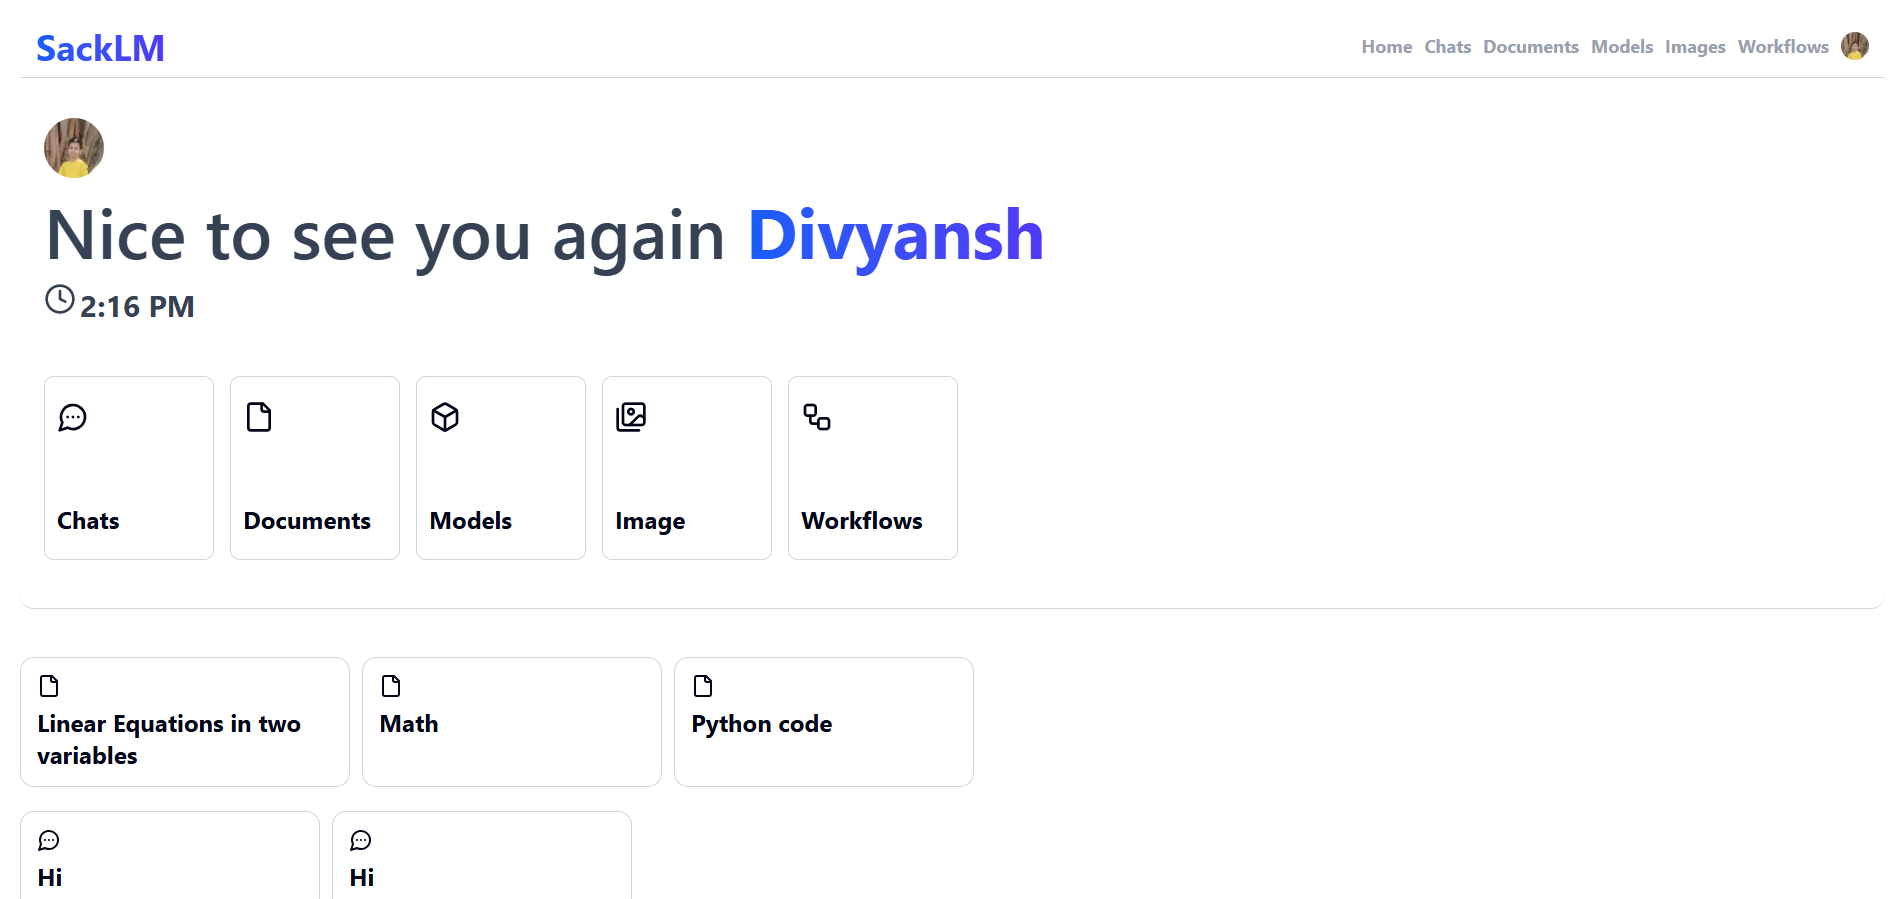 SackLM
Home Chats Documents Models Images Workflows
Nice to see you again Divyansh
2:16 PM
Chats
Documents
Models
Image
Workflows
Linear Equations in two
variables
Math
Python code
Hi
Hi